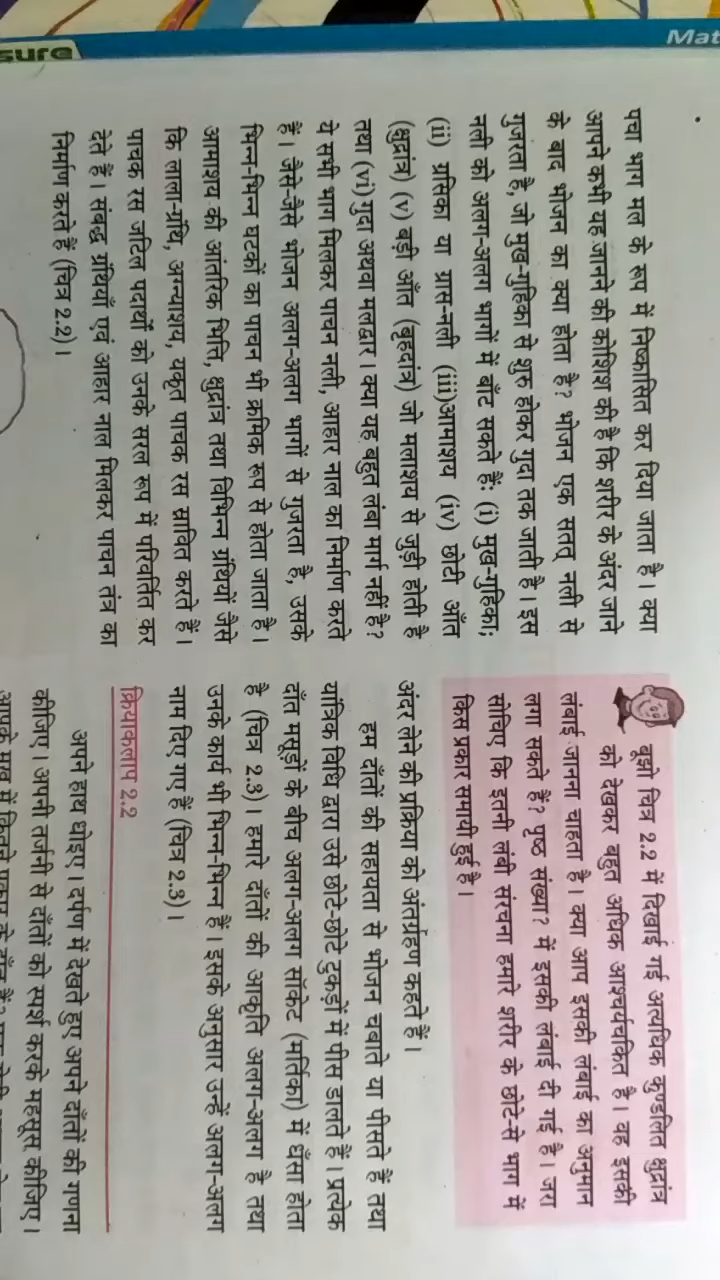 Mat
sure
पचा भाग मल के रूप में निष्कासित कर दिया जाता है। क्या
आपने कभी यह जानने की कोशिश की है कि शरीर के अंदर जाने
के बाद भोजन का क्या होता है? भोजन एक सतत् नली से
गुजरता है, जो मुख-गुहिका से शुरू होकर गुदा तक जाती है। इस
नली को अलग-अलग भागों में बाँट सकते हैं: (i) मुख-गुहिका;
(ii) ग्रसिका या ग्रास-नली (iii)आमाशय (iv) छोटी आँत
(क्षुद्रांत्र) (v) बड़ी आँत (बृहदांत्र) जो मलाशय से जुड़ी होती है
तथा (vi)गुदा अथवा मलद्वार। क्या यह बहुत लंबा मार्ग नहीं है?
ये सभी भाग मिलकर पाचन नली, आहार नाल का निर्माण करते
हैं। जैसे-जैसे भोजन अलग-अलग भागों से गुजरता है, उसके
भिन्न-भिन्न घटकों का पाचन भी क्रमिक रूप से होता जाता है।
आमाशय की आंतरिक भित्ति, क्षुद्रांत्र तथा विभिन्न ग्रंथियों जैसे
कि लाला-ग्रंथि, अग्न्याशय, यकृत पाचक रस स्रावित करते हैं।
पाचक रस जटिल पदार्थों को उनके सरल रूप में परिवर्तित कर
देते हैं। संबद्ध ग्रंथियाँ एवं आहार नाल मिलकर पाचन तंत्र का
निर्माण करते हैं (चित्र 2.2)।
बूझो चित्र 2.2 में दिखाई गई अत्यधिक कुण्डलित क्षुद्रांत्र
को देखकर बहुत अधिक आश्चर्यचकित है। वह इसकी
लंबाई जानना चाहता है। क्या आप इसकी लंबाई का अनुमान
लगा सकते हैं? पृष्ठ संख्या? में इसकी लंबाई दी गई है। जरा
सोचिए कि इतनी लंबी संरचना हमारे शरीर के छोटे-से भाग में
किस प्रकार समायी हुई है।
अंदर लेने की प्रक्रिया को अंतर्ग्रहण कहते हैं।
हम दाँतों की सहायता से भोजन चबाते या पीसते हैं तथा
यांत्रिक विधि द्वारा उसे छोटे-छोटे टुकड़ों में पीस डालते हैं। प्रत्येक
दाँत मसूड़ों के बीच अलग-अलग सॉकेट (मर्तिका) में धँसा होता
है (चित्र 2.3)। हमारे दाँतों की आकृति अलग-अलग है तथा
उनके कार्य भी भिन्न-भिन्न हैं। इसके अनुसार उन्हें अलग-अलग
नाम दिए गए हैं (चित्र 2.3)।
क्रियाकलाप 2.2
अपने हाथ धोइए। दर्पण में देखते हुए अपने दाँतों की गणना
कीजिए। अपनी तर्जनी से दाँतों को स्पर्श करके महसूस कीजिए।
आपके मुख में कितने प्रकार के दाँत हैं?